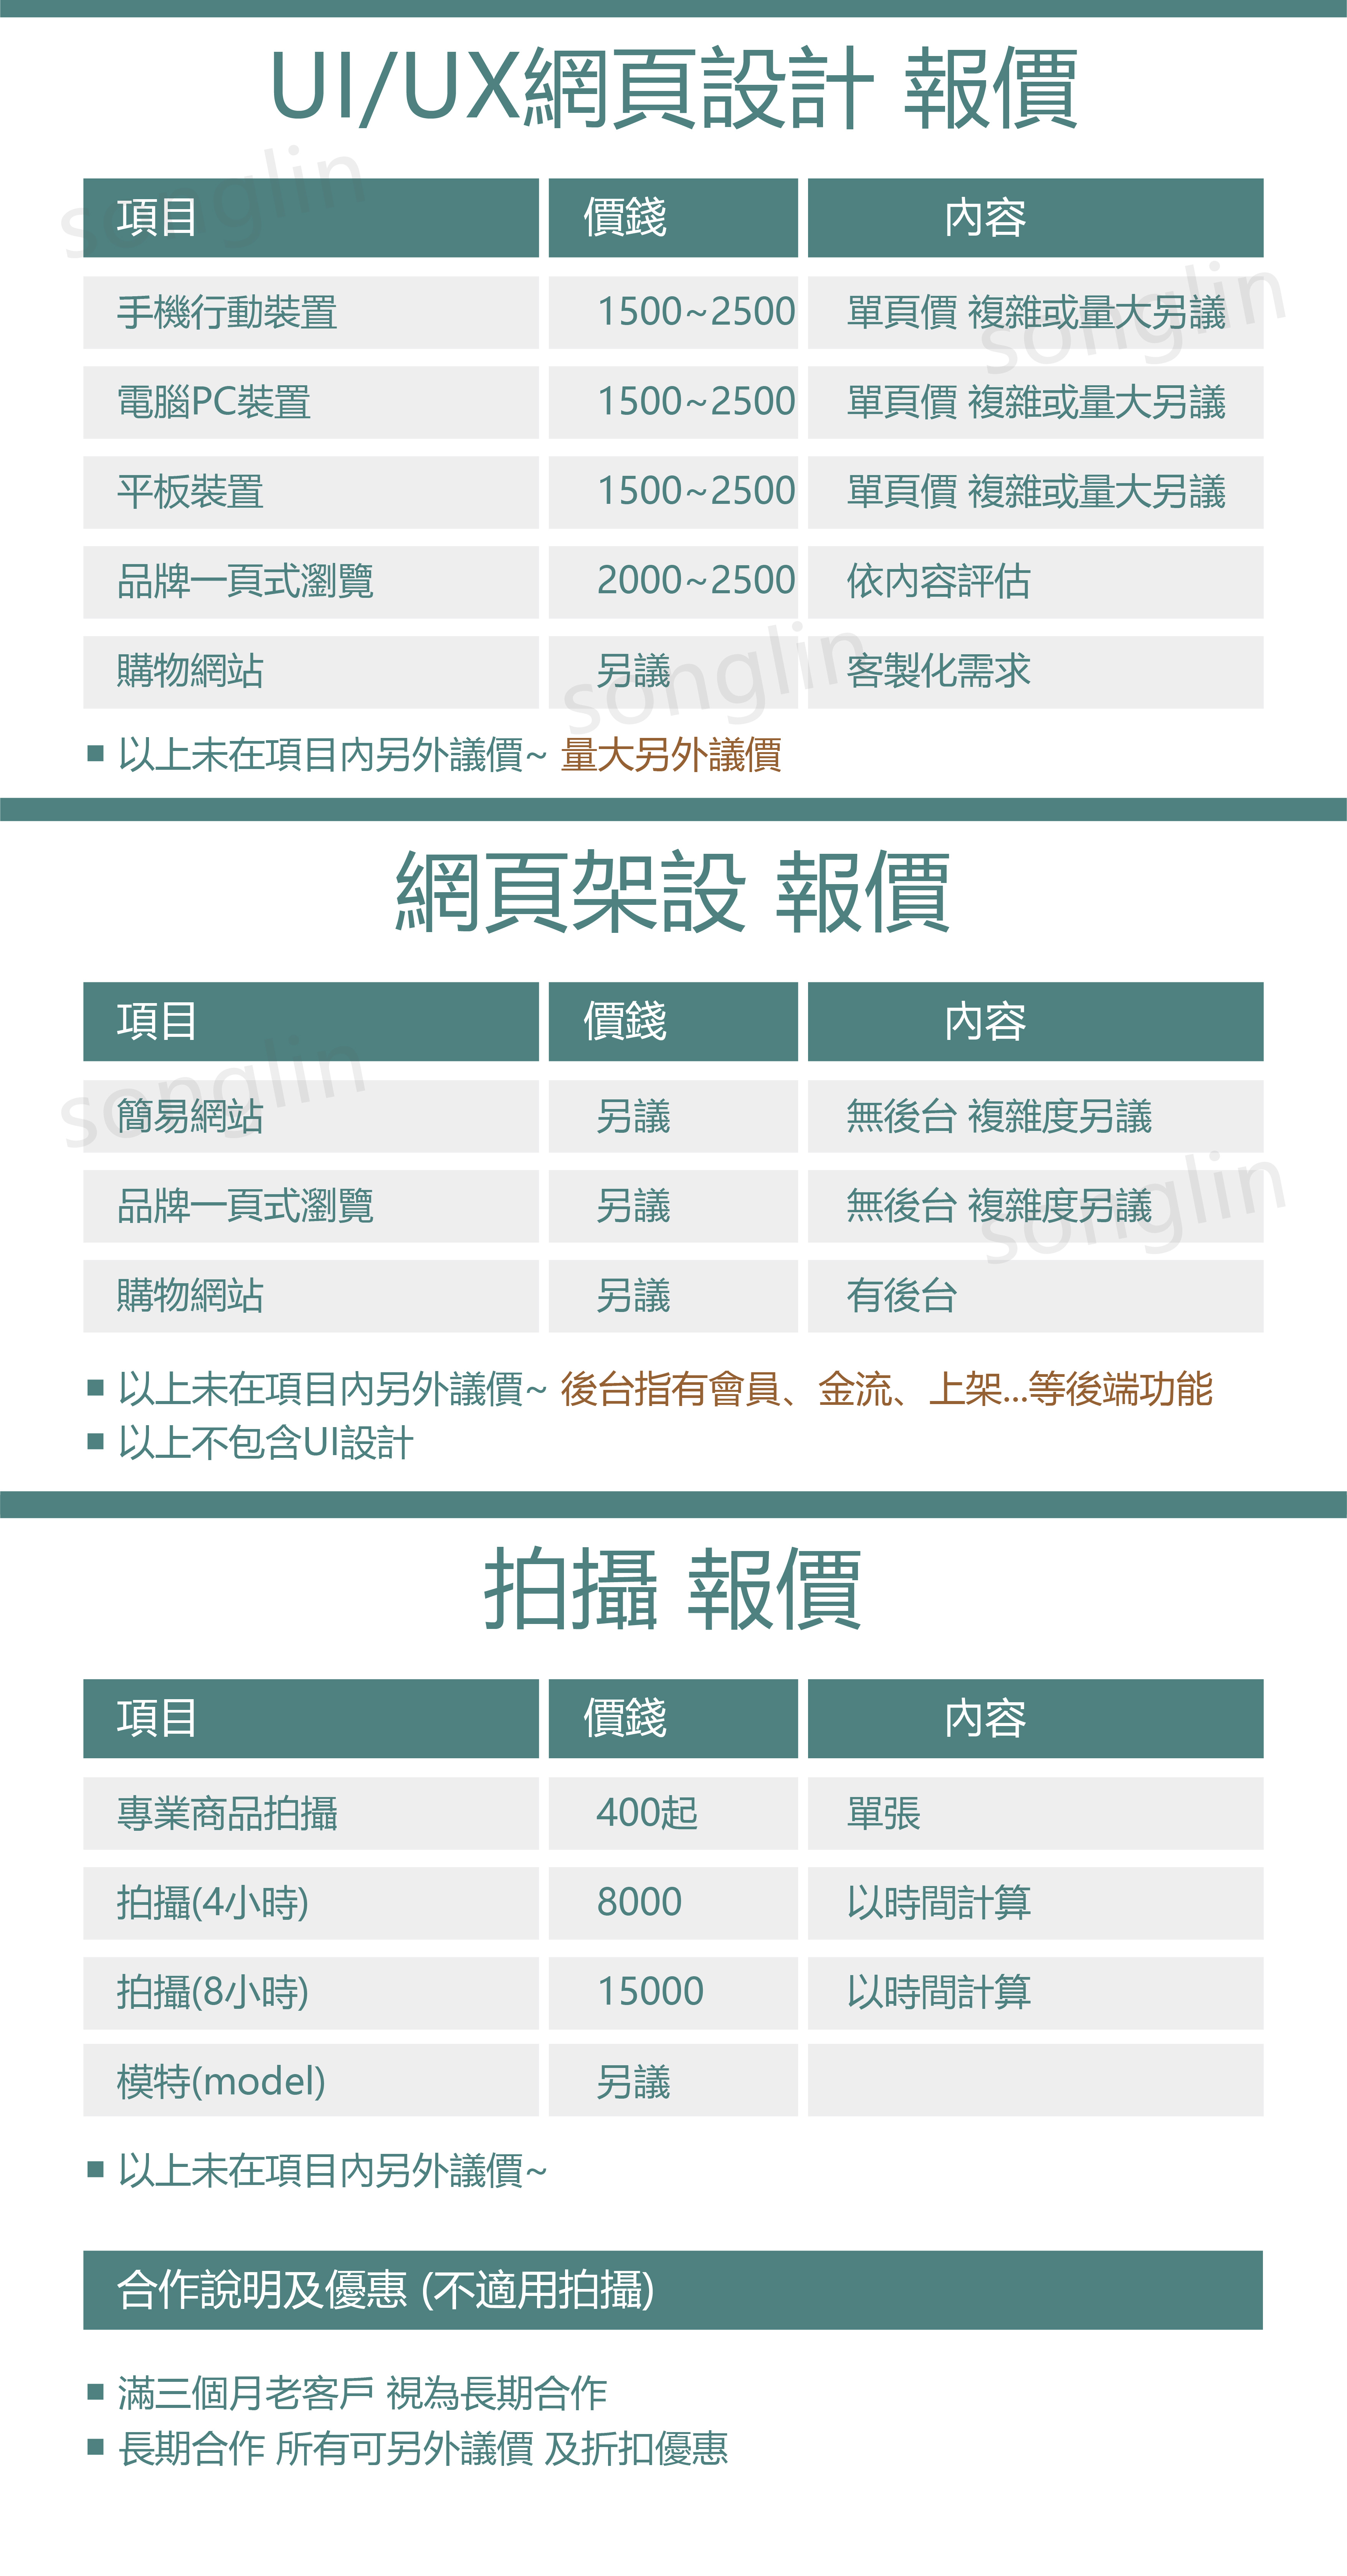 UI/UX網頁設計 報價
項目 價錢 內容
手機行動裝置 1500~2500 單頁價 複雜或量大另議
電腦PC裝置 1500~2500 單頁價 複雜或量大另議
平板裝置 1500~2500 單頁價 複雜或量大另議
品牌一頁式瀏覽 2000~2500 依內容評估
購物網站 另議 客製化需求
■ 以上未在項目內另外議價~ 量大另外議價
網頁架設 報價
項目 價錢 內容
簡易網站 另議 無後台 複雜度另議
品牌一頁式瀏覽 另議 無後台 複雜度另議
購物網站 另議 有後台
■ 以上未在項目內另外議價~ 後台指有會員、金流、上架...等後端功能
■ 以上不包含UI設計
拍攝 報價
項目 價錢 內容
專業商品拍攝 400起 單張
拍攝(4小時) 8000 以時間計算
拍攝(8小時) 15000 以時間計算
模特(model) 另議
■ 以上未在項目內另外議價~
合作說明及優惠 (不適用拍攝)
■ 滿三個月老客戶 視為長期合作
■ 長期合作 所有可另外議價 及折扣優惠
songlin
songlin
songlin
songlin
songlin